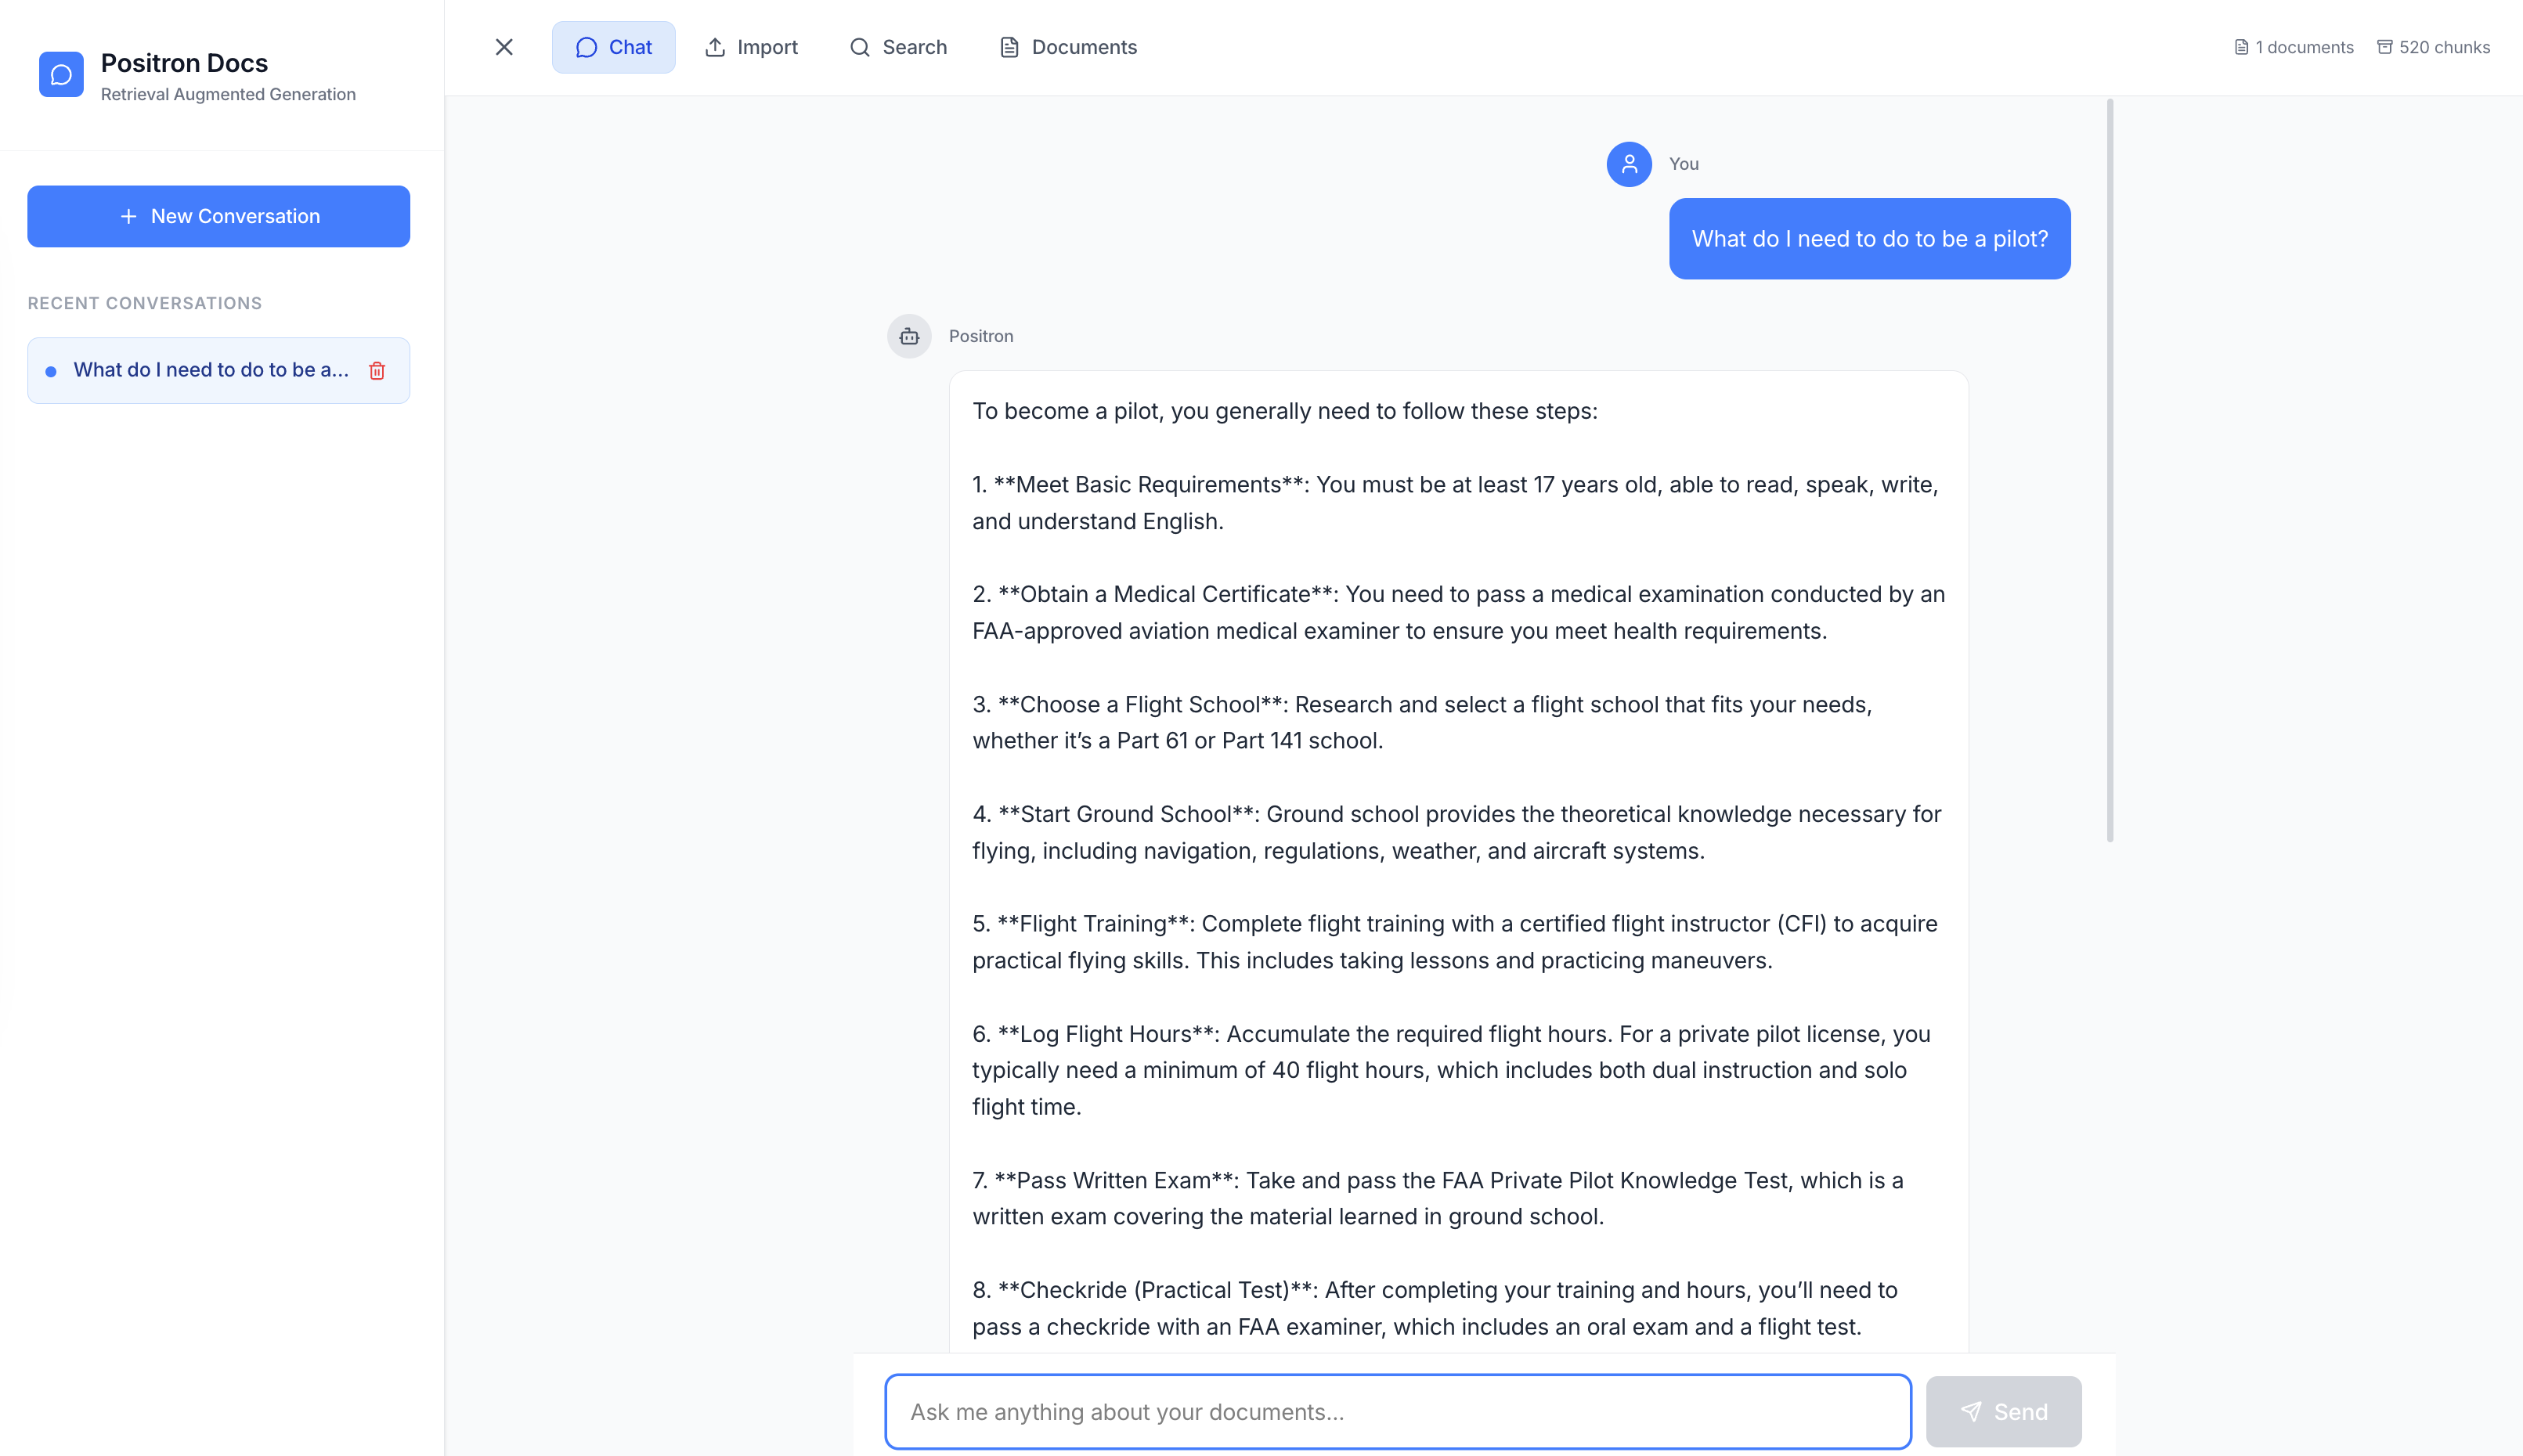 Positron Docs
Retrieval Augmented Generation
New Conversation
RECENT CONVERSATIONS
What do I need to do to be a...
Chat
Import
Search
Documents
1 documents
520 chunks
You
What do I need to do to be a pilot?
Positron
To become a pilot, you generally need to follow these steps:
1. **Meet Basic Requirements**: You must be at least 17 years old, able to read, speak, write,
and understand English.
2. **Obtain a Medical Certificate**: You need to pass a medical examination conducted by an
FAA-approved aviation medical examiner to ensure you meet health requirements.
3. **Choose a Flight School**: Research and select a flight school that fits your needs,
whether it’s a Part 61 or Part 141 school.
4. **Start Ground School**: Ground school provides the theoretical knowledge necessary for
flying, including navigation, regulations, weather, and aircraft systems.
5. **Flight Training**: Complete flight training with a certified flight instructor (CFI) to acquire
practical flying skills. This includes taking lessons and practicing maneuvers.
6. **Log Flight Hours**: Accumulate the required flight hours. For a private pilot license, you
typically need a minimum of 40 flight hours, which includes both dual instruction and solo
flight time.
7. **Pass Written Exam**: Take and pass the FAA Private Pilot Knowledge Test, which is a
written exam covering the material learned in ground school.
8. **Checkride (Practical Test)**: After completing your training and hours, you’ll need to
pass a checkride with an FAA examiner, which includes an oral exam and a flight test.
Ask me anything about your documents...
Send